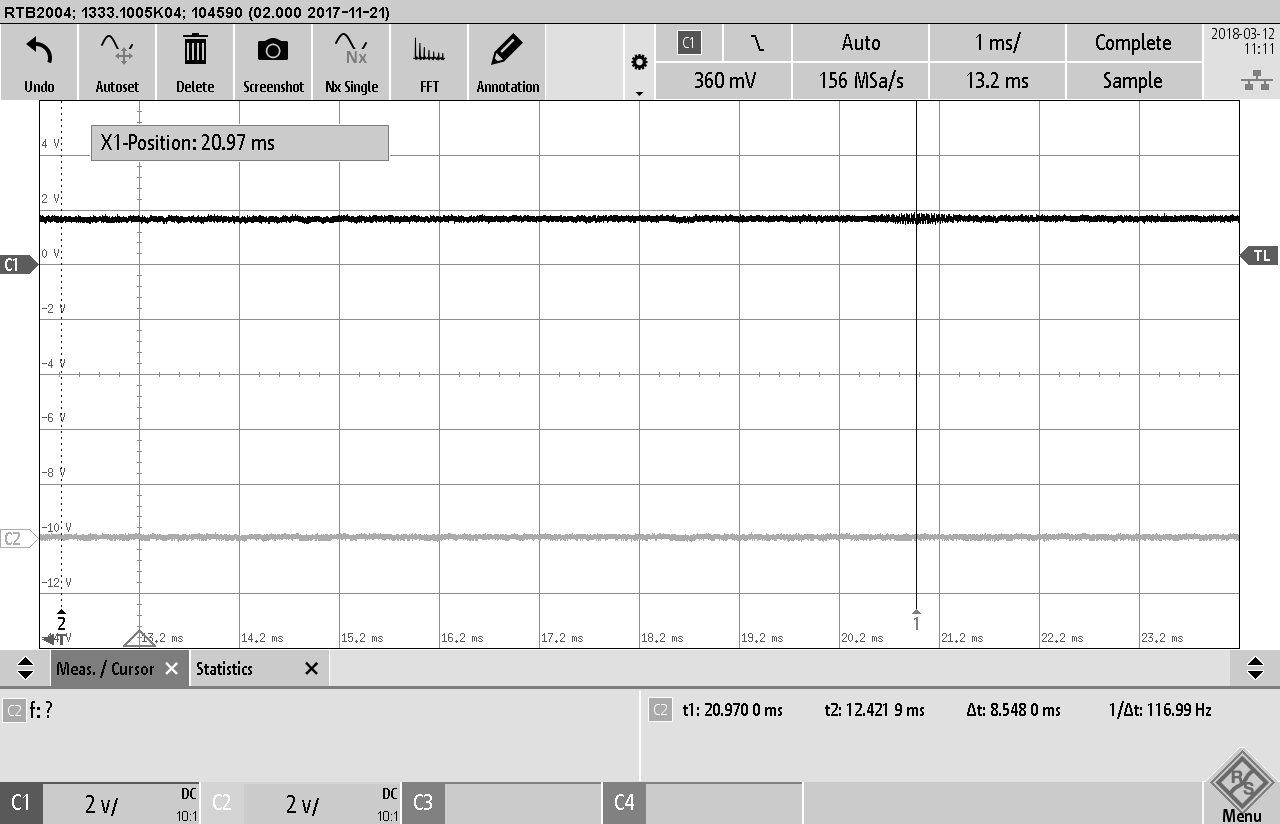 RTB2004; 1333.1005K04; 104590 (02.000 2017-11-21)
Undo Autoset Delete Screenshot Nx Single FFT Annotation
Nx
C1 Auto 1 ms/ Complete
360 mV 156 MSa/s 13.2 ms Sample
2018-03-12
11:11
X1-Position: 20.97 ms
4 V
2 V
0 V
-2 V
-4 V
-6 V
-8 V
-10 V
-12 V
C1
TL
C2
2
1
T
13.2 ms 14.2 ms 15.2 ms 16.2 ms 17.2 ms 18.2 ms 19.2 ms 20.2 ms 21.2 ms 22.2 ms 23.2 ms
Meas. / Cursor Statistics
C2 f: ?
C2 t1: 20.970 0 ms t2: 12.421 9 ms Δt: 8.548 0 ms 1/Δt: 116.99 Hz
C1 2 V/ DC 10:1
C2 2 V/ DC 10:1
C3
C4
R S
Menu